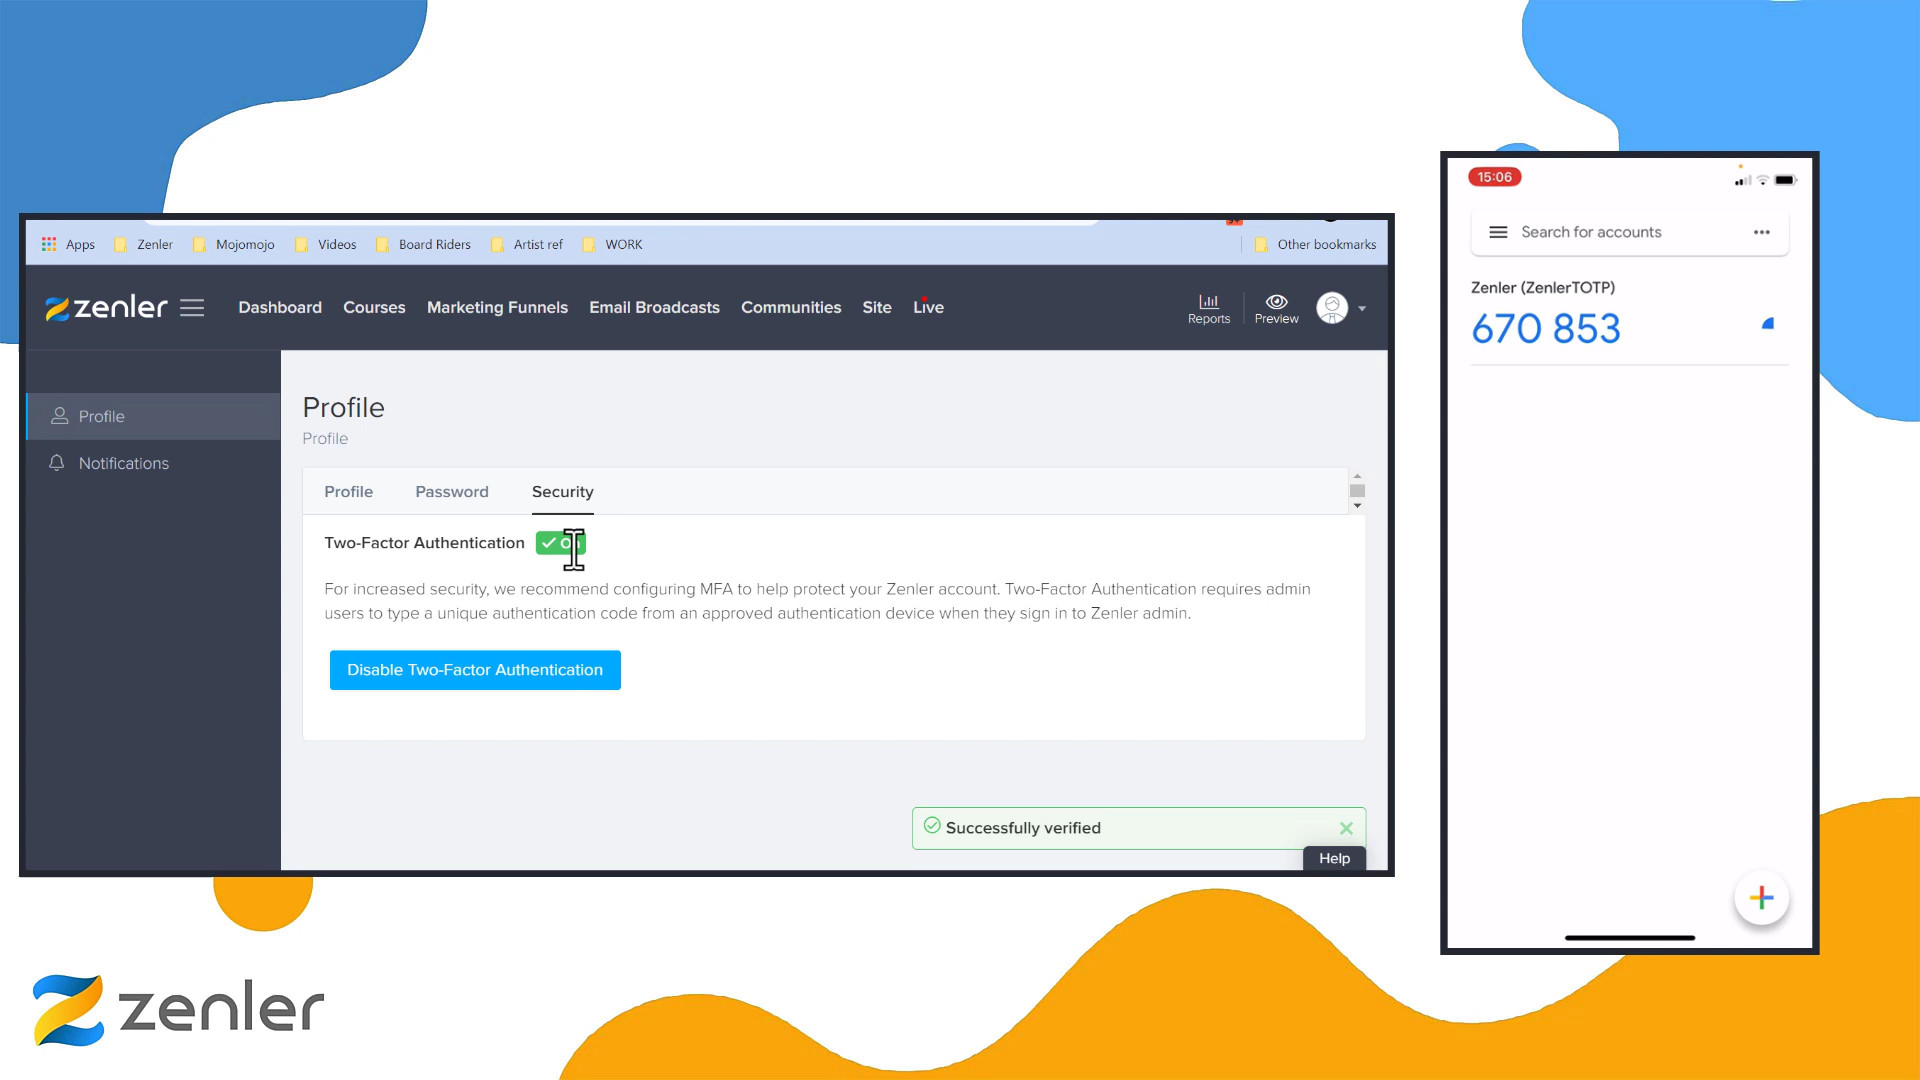 Apps Zenler Mojomojo Videos Board Riders Artist ref WORK Other bookmarks
zenler Dashboard Courses Marketing Funnels Email Broadcasts Communities Site Live Reports Preview
Profile
Notifications
Profile
Profile
Profile Password Security
Two-Factor Authentication
For increased security, we recommend configuring MFA to help protect your Zenler account. Two-Factor Authentication requires admin
users to type a unique authentication code from an approved authentication device when they sign in to Zenler admin.
Disable Two-Factor Authentication
Successfully verified
Help
15:06
Search for accounts
Zenler (ZenlerTOTP)
670 853
zenler